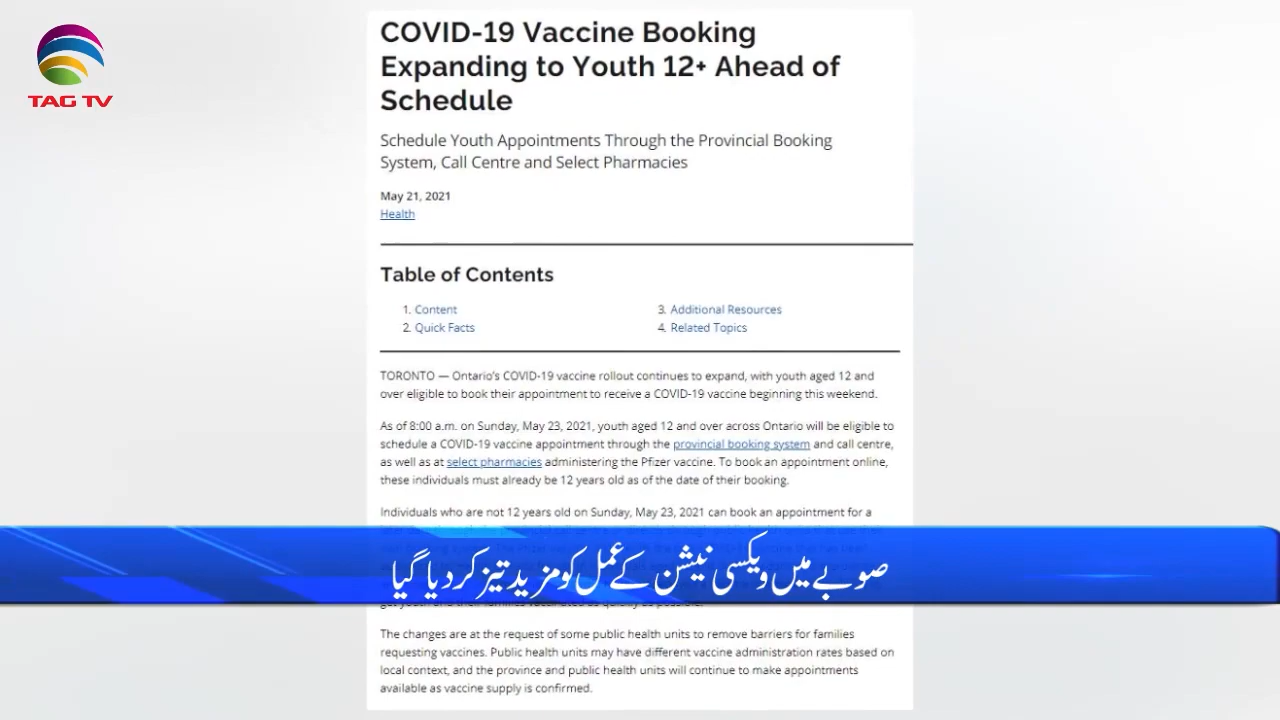 TAG TV
COVID-19 Vaccine Booking
Expanding to Youth 12+ Ahead of
Schedule
Schedule Youth Appointments Through the Provincial Booking
System, Call Centre and Select Pharmacies
May 21, 2021
Health
Table of Contents
1. Content
2. Quick Facts
3. Additional Resources
4. Related Topics
TORONTO — Ontario's COVID-19 vaccine rollout continues to expand, with youth aged 12 and
over eligible to book their appointment to receive a COVID-19 vaccine beginning this weekend.
As of 8:00 a.m. on Sunday, May 23, 2021, youth aged 12 and over across Ontario will be eligible to
schedule a COVID-19 vaccine appointment through the provincial booking system and call centre,
as well as at select pharmacies administering the Pfizer vaccine. To book an appointment online,
these individuals must already be 12 years old as of the date of their booking.
Individuals who are not 12 years old on Sunday, May 23, 2021 can book an appointment for a
صوبے میں ویکسی نیشن کے عمل کو مزید تیز کر دیا گیا
The changes are at the request of some public health units to remove barriers for families
requesting vaccines. Public health units may have different vaccine administration rates based on
local context, and the province and public health units will continue to make appointments
available as vaccine supply is confirmed.